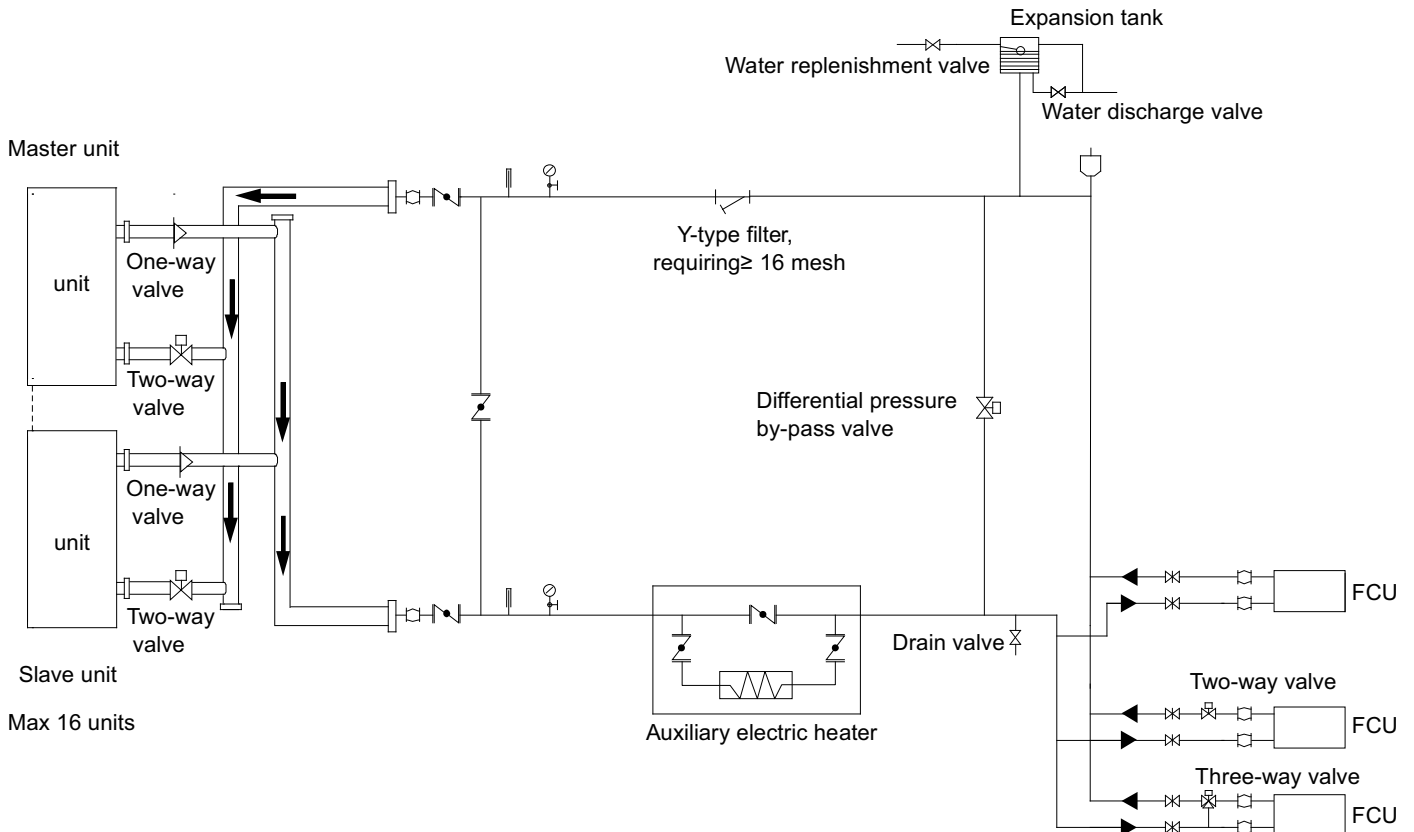 Expansion tank
Water replenishment valve
Water discharge valve
Master unit
unit
One-way
valve
Two-way
valve
Y-type filter,
requiring≥ 16 mesh
Differential pressure
by-pass valve
unit
One-way
valve
Two-way
valve
Slave unit
Max 16 units
Auxiliary electric heater
Drain valve
FCU
Two-way valve
FCU
Three-way valve
FCU